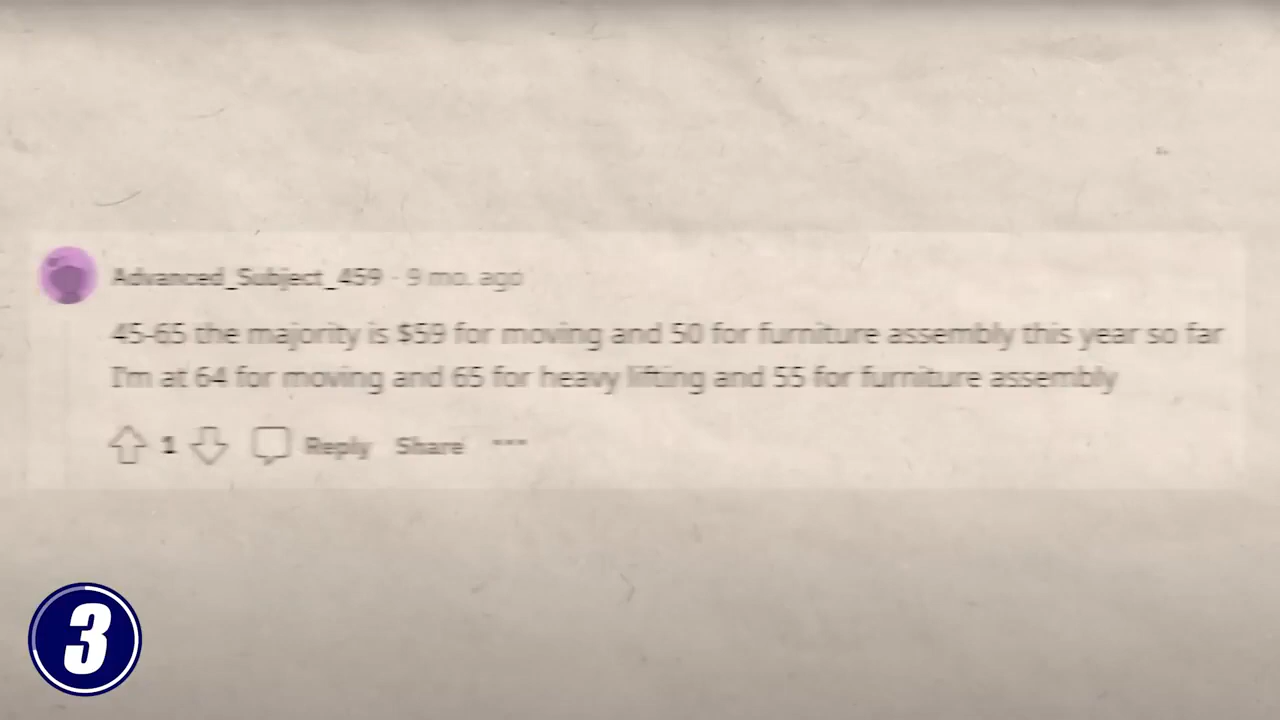 Advanced_Subject_459 · 9 mo. ago
45-65 the majority is $59 for moving and 50 for furniture assembly this year so far
I'm at 64 for moving and 65 for heavy lifting and 55 for furniture assembly
1 Reply Share ...
3